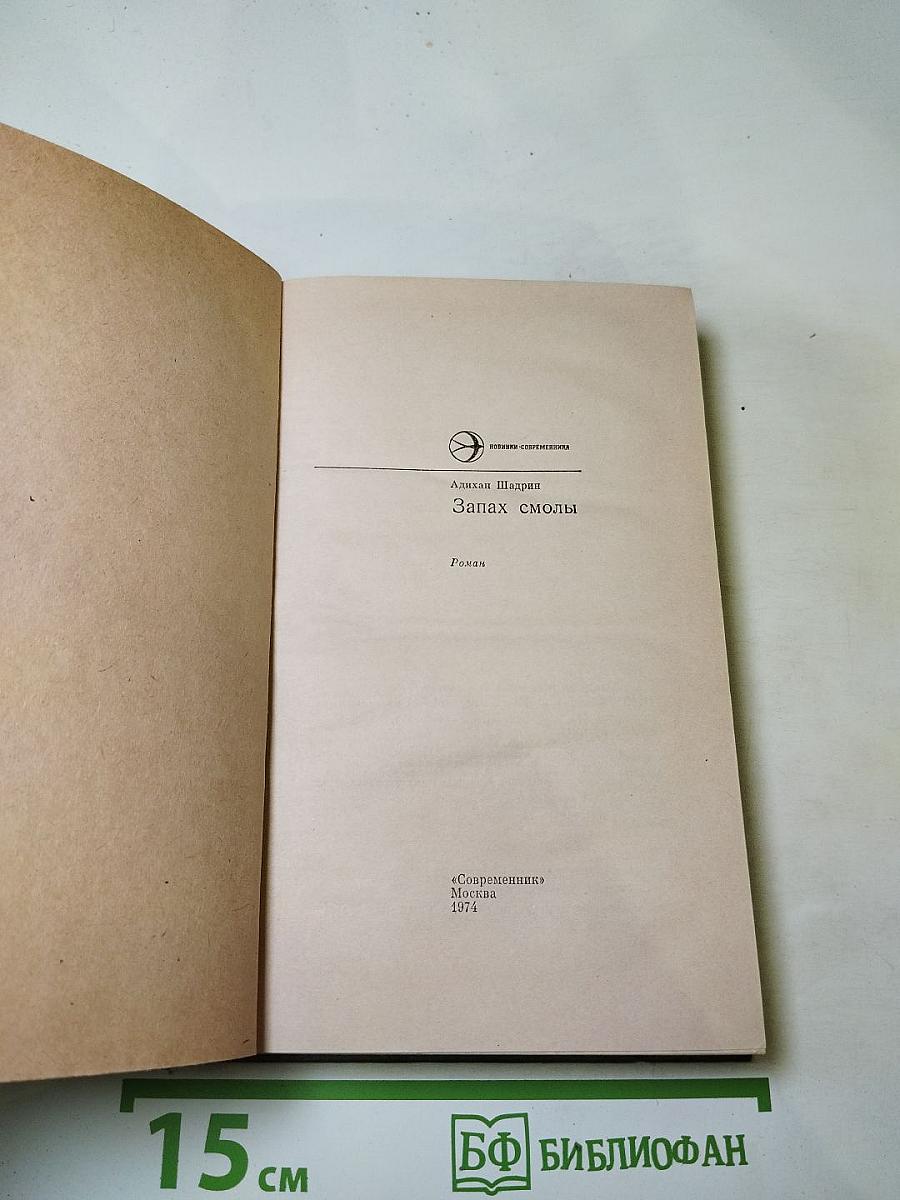 НОВИНКИ·СОВРЕМЕННИКА
Адихан Шадрин
Запах смолы
Роман
«Современник»
Москва
1974
15 см
БФ БИБЛИОФАН